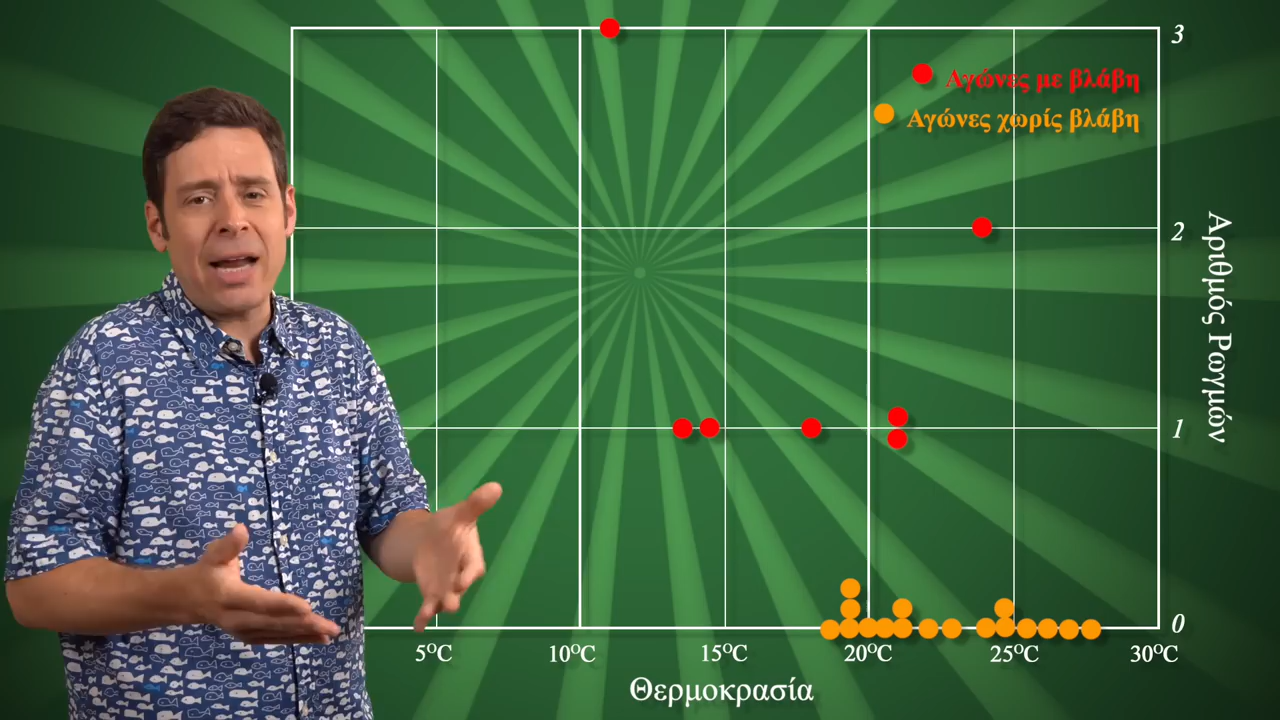 3
Αγώνες με βλάβη
Αγώνες χωρίς βλάβη
2
Αριθμός Ρωγμών
1
0
5ºC 10ºC 15ºC 20ºC 25ºC 30ºC
Θερμοκρασία